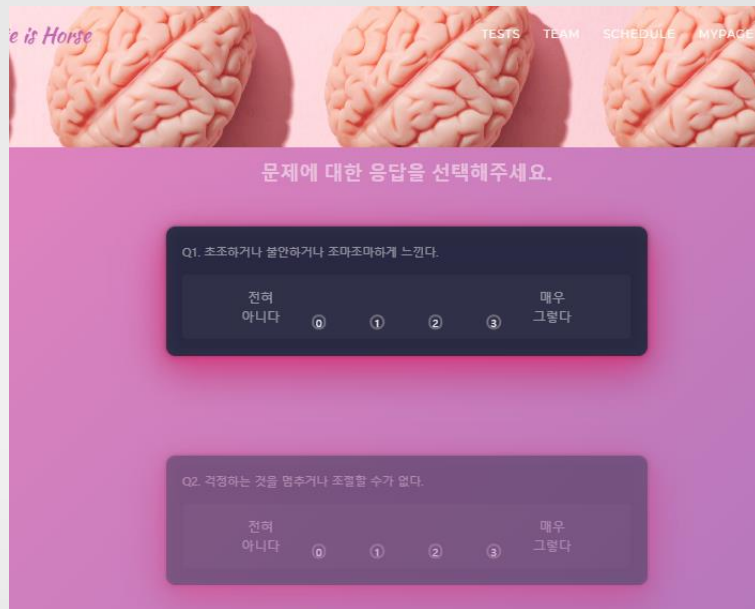 e is Horse
TESTS TEAM SCHEDULE MYPAGE
문제에 대한 응답을 선택해주세요.
Q1. 초조하거나 불안하거나 조마조마하게 느낀다.
전혀
아니다
0 1 2 3
매우
그렇다
Q2. 걱정하는 것을 멈추거나 조절할 수가 없다.
전혀
아니다
0 1 2 3
매우
그렇다